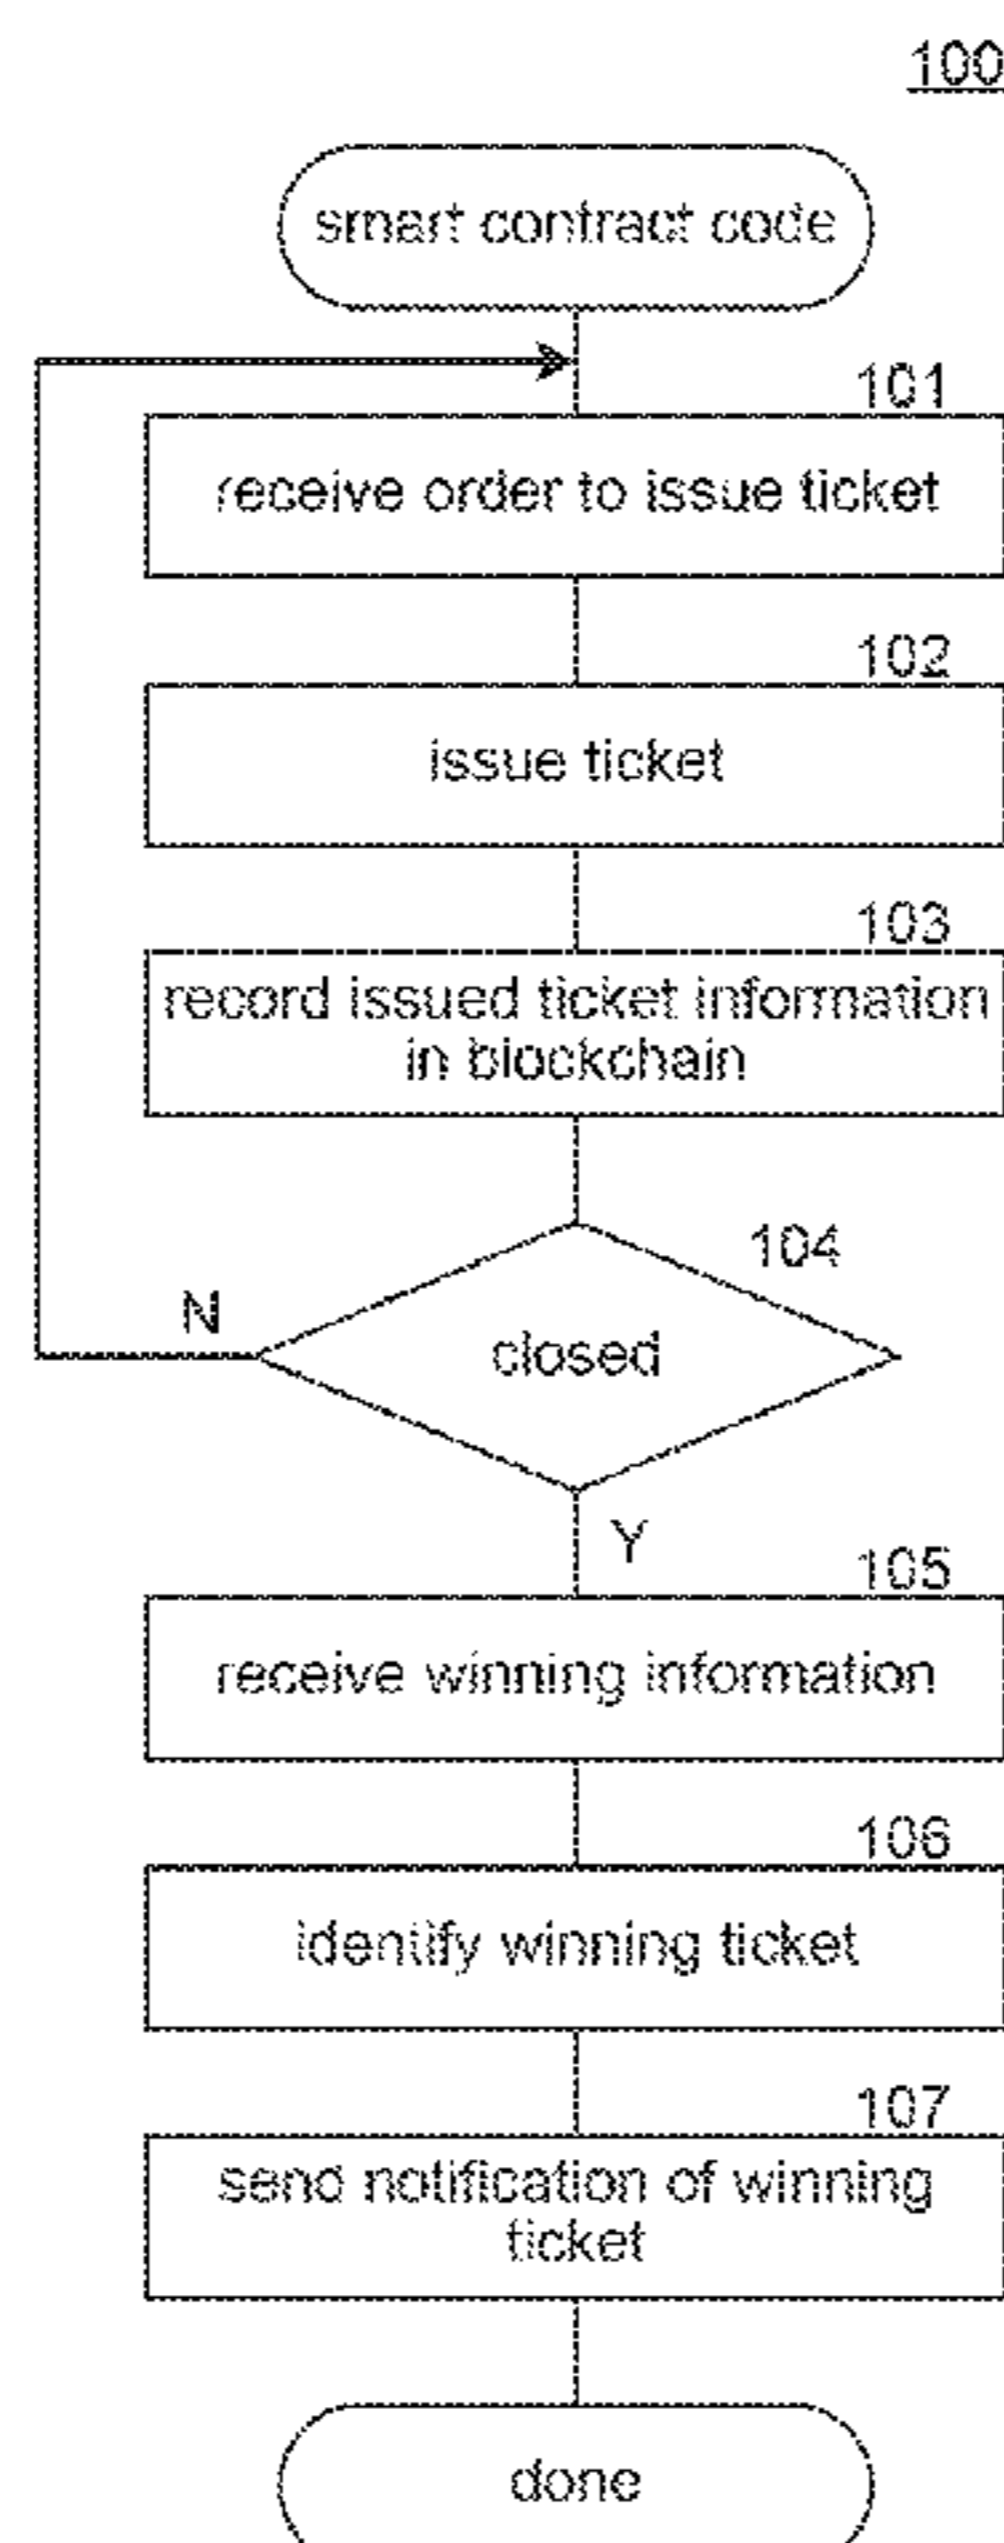 100
smart contract code
101
receive order to issue ticket
102
issue ticket
103
record issued ticket information
in blockchain
104
N
closed
Y
105
receive winning information
106
identify winning ticket
107
send notification of winning
ticket
done